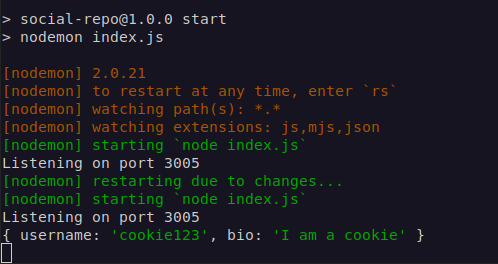 > social-repo@1.0.0 start
> nodemon index.js
[nodemon] 2.0.21
[nodemon] to restart at any time, enter `rs`
[nodemon] watching path(s): *.*
[nodemon] watching extensions: js,mjs,json
[nodemon] starting `node index.js`
Listening on port 3005
[nodemon] restarting due to changes...
[nodemon] starting `node index.js`
Listening on port 3005
{ username: 'cookie123', bio: 'I am a cookie' }